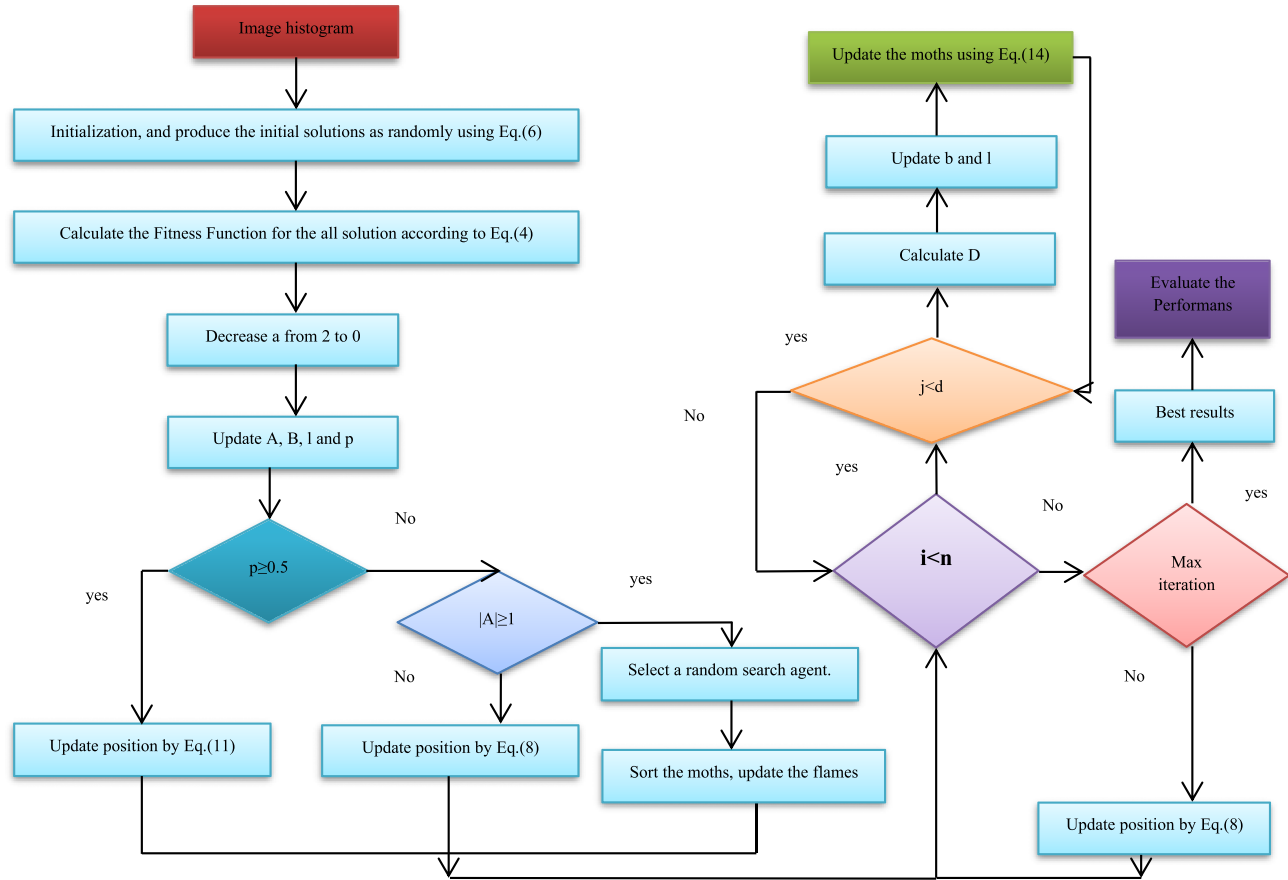 Image histogram
Initialization, and produce the initial solutions as randomly using Eq.(6)
Calculate the Fitness Function for the all solution according to Eq.(4)
Decrease a from 2 to 0
Update A, B, l and p
p≥0.5
No
yes
|A|≥1
yes
No
Select a random search agent.
Update position by Eq.(11)
Update position by Eq.(8)
Sort the moths, update the flames
Update the moths using Eq.(14)
Update b and l
Calculate D
yes
j<d
No
yes
i<n
No
Evaluate the
Performans
Best results
yes
Max
iteration
No
Update position by Eq.(8)